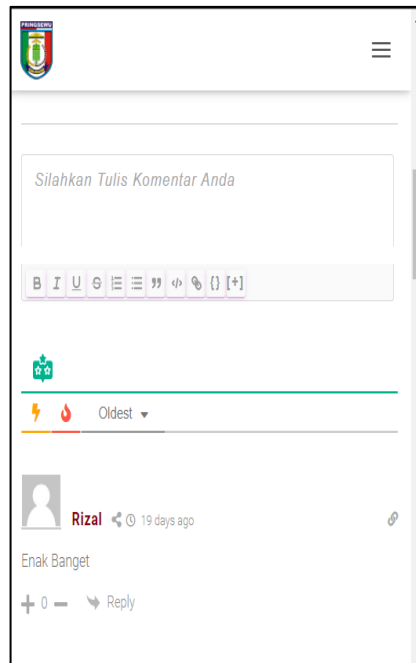 PRINGSEWU
Silahkan Tulis Komentar Anda
B I U S </> {} [+]
Oldest
Rizal 19 days ago
Enak Banget
+ 0 − Reply